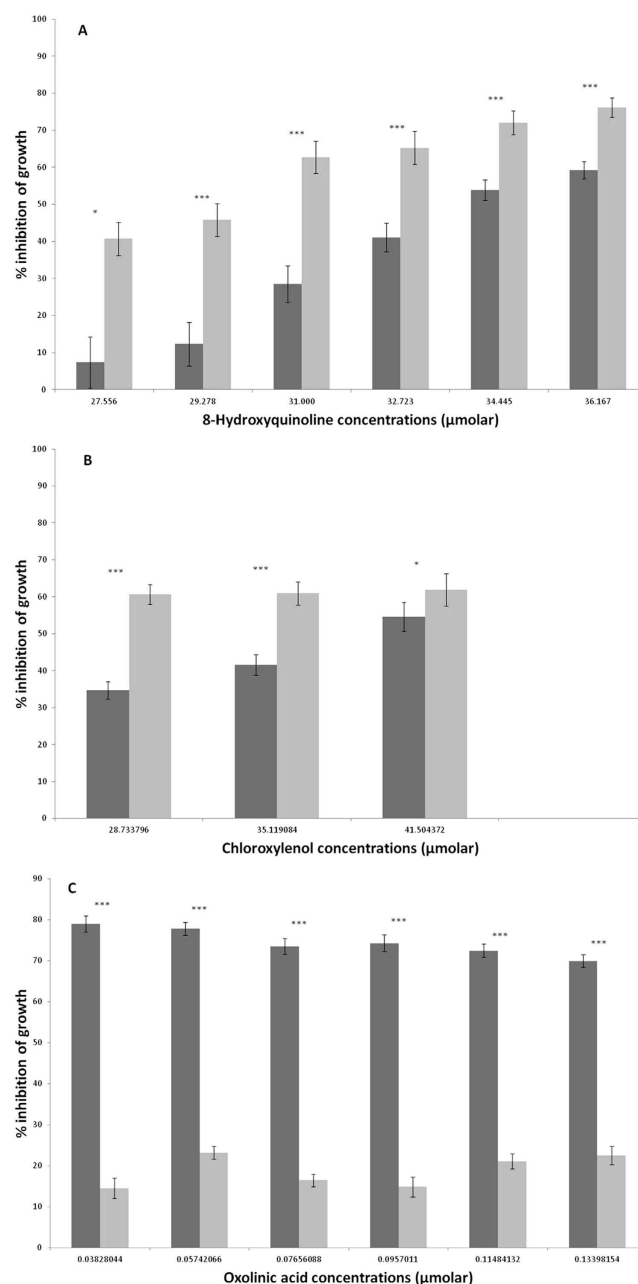 A
% inhibition of growth
100
90
80
70
60
50
40
30
20
10
0
* *** *** *** *** ***
27.556 29.278 31.000 32.723 34.445 36.167
8-Hydroxyquinoline concentrations (µmolar)
B
% inhibition of growth
100
90
80
70
60
50
40
30
20
10
0
*** *** *
28.733796 35.119084 41.504372
Chloroxylenol concentrations (µmolar)
C
% inhibition of growth
90
80
70
60
50
40
30
20
10
0
*** *** *** *** *** ***
0.03828044 0.05742066 0.07656088 0.0957011 0.11484132 0.13398154
Oxolinic acid concentrations (µmolar)